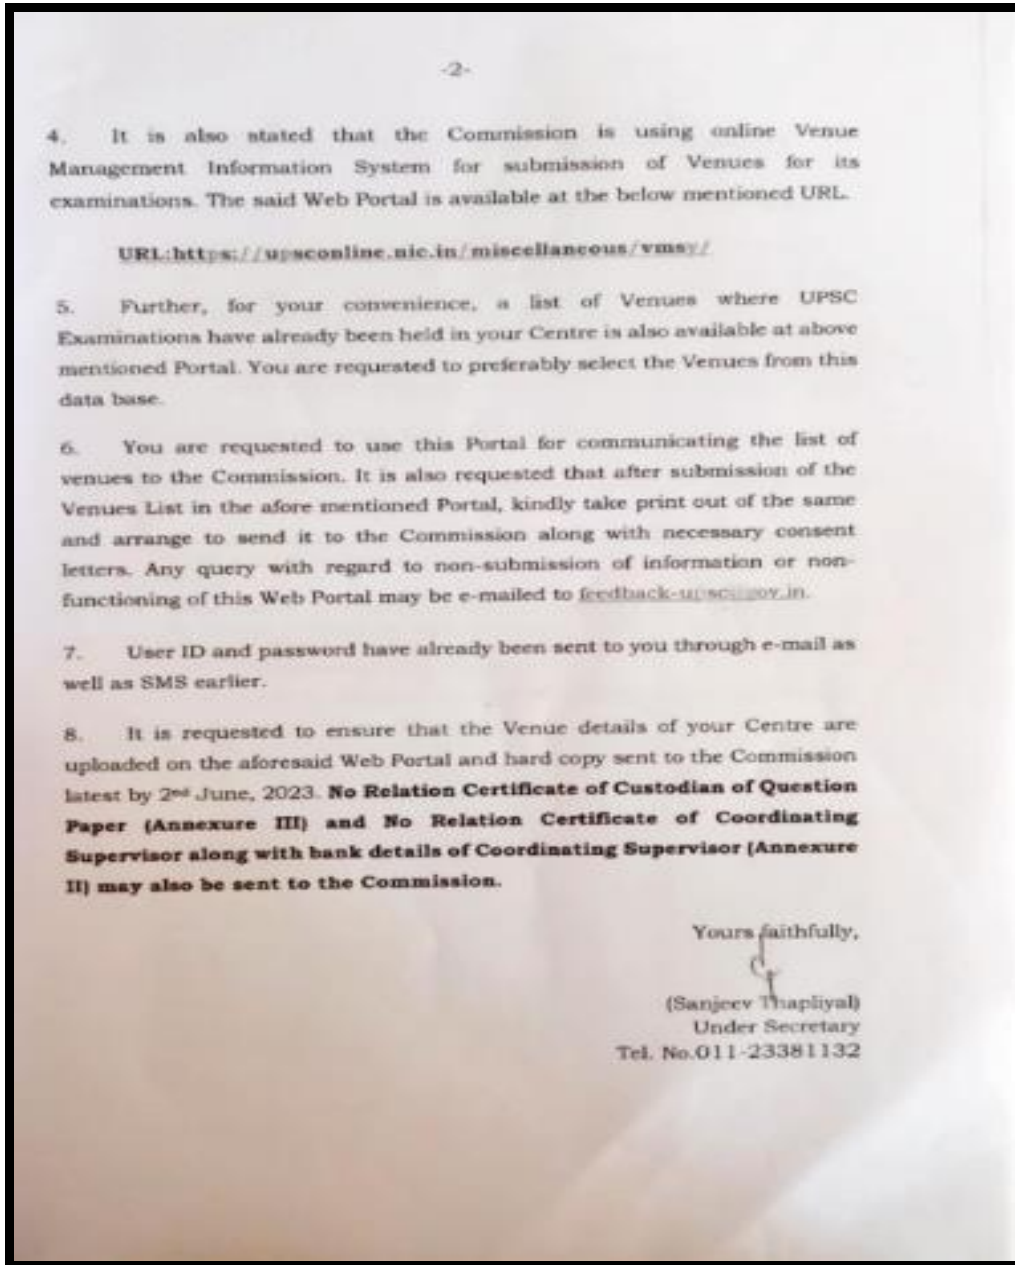 -2-
4. It is also stated that the Commission is using online Venue
Management Information System for submission of Venues for its
examinations. The said Web Portal is available at the below mentioned URL.
URL:https://upsconline.nic.in/miscellaneous/vmsy/
5. Further, for your convenience, a list of Venues where UPSC
Examinations have already been held in your Centre is also available at above
mentioned Portal. You are requested to preferably select the Venues from this
data base.
6. You are requested to use this Portal for communicating the list of
venues to the Commission. It is also requested that after submission of the
Venues List in the afore mentioned Portal, kindly take print out of the same
and arrange to send it to the Commission along with necessary consent
letters. Any query with regard to non-submission of information or non-
functioning of this Web Portal may be e-mailed to feedback-upsc@gov.in.
7. User ID and password have already been sent to you through e-mail as
well as SMS earlier.
8. It is requested to ensure that the Venue details of your Centre are
uploaded on the aforesaid Web Portal and hard copy sent to the Commission
latest by 2nd June, 2023. No Relation Certificate of Custodian of Question
Paper (Annexure III) and No Relation Certificate of Coordinating
Supervisor along with bank details of Coordinating Supervisor (Annexure
II) may also be sent to the Commission.
Yours faithfully,
(Sanjeev Thapliyal)
Under Secretary
Tel. No.011-23381132